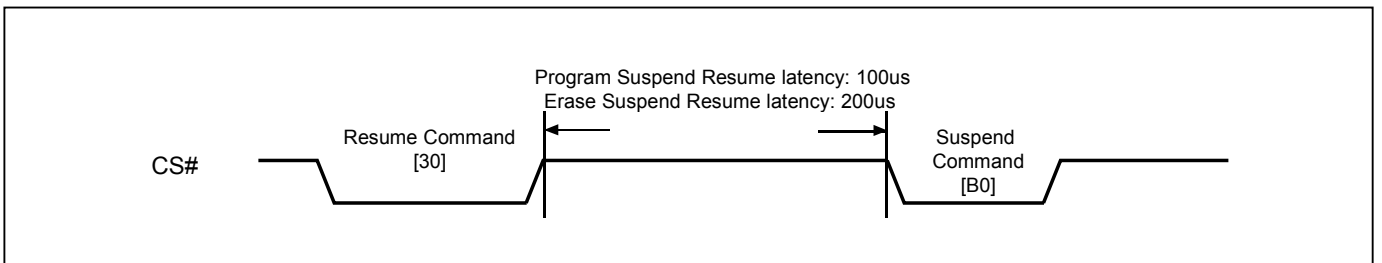 Program Suspend Resume latency: 100us
Erase Suspend Resume latency: 200us
Resume Command
[30]
Suspend
Command
[B0]
CS#